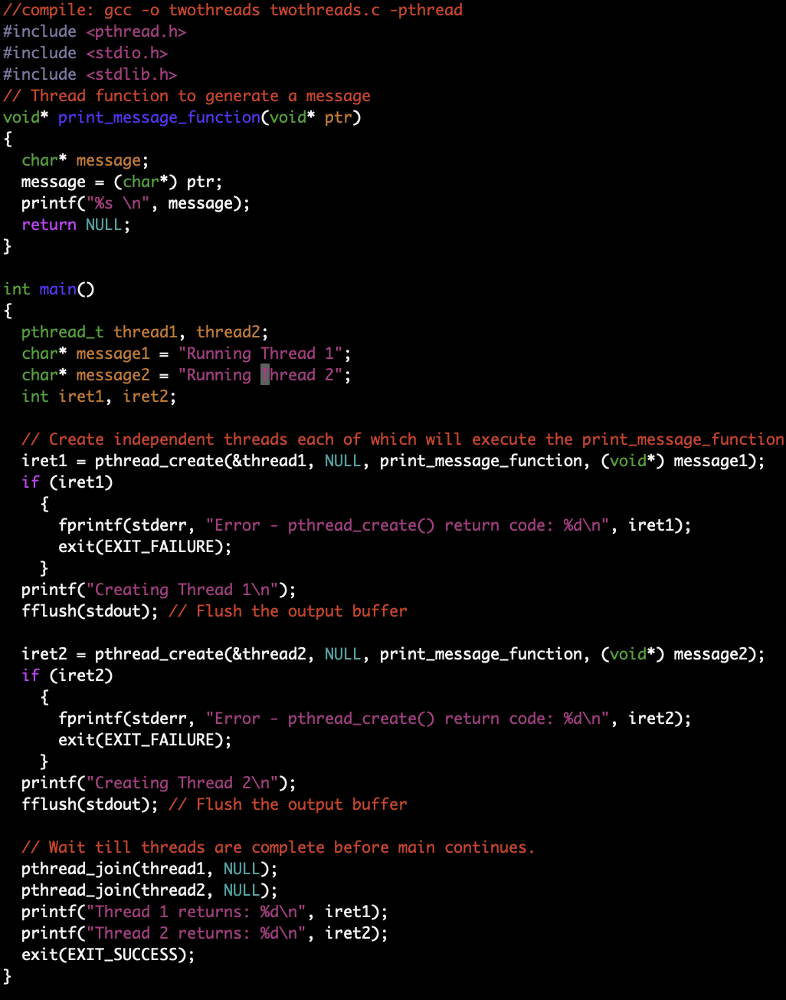 //compile: gcc -o twothreads twothreads.c -pthread
#include <pthread.h>
#include <stdio.h>
#include <stdlib.h>
// Thread function to generate a message
void* print_message_function(void* ptr)
{
  char* message;
  message = (char*) ptr;
  printf("%s \n", message);
  return NULL;
}

int main()
{
  pthread_t thread1, thread2;
  char* message1 = "Running Thread 1";
  char* message2 = "Running Thread 2";
  int iret1, iret2;

  // Create independent threads each of which will execute the print_message_function
  iret1 = pthread_create(&thread1, NULL, print_message_function, (void*) message1);
  if (iret1)
    {
      fprintf(stderr, "Error - pthread_create() return code: %d\n", iret1);
      exit(EXIT_FAILURE);
    }
  printf("Creating Thread 1\n");
  fflush(stdout); // Flush the output buffer

  iret2 = pthread_create(&thread2, NULL, print_message_function, (void*) message2);
  if (iret2)
    {
      fprintf(stderr, "Error - pthread_create() return code: %d\n", iret2);
      exit(EXIT_FAILURE);
    }
  printf("Creating Thread 2\n");
  fflush(stdout); // Flush the output buffer

  // Wait till threads are complete before main continues.
  pthread_join(thread1, NULL);
  pthread_join(thread2, NULL);
  printf("Thread 1 returns: %d\n", iret1);
  printf("Thread 2 returns: %d\n", iret2);
  exit(EXIT_SUCCESS);
}